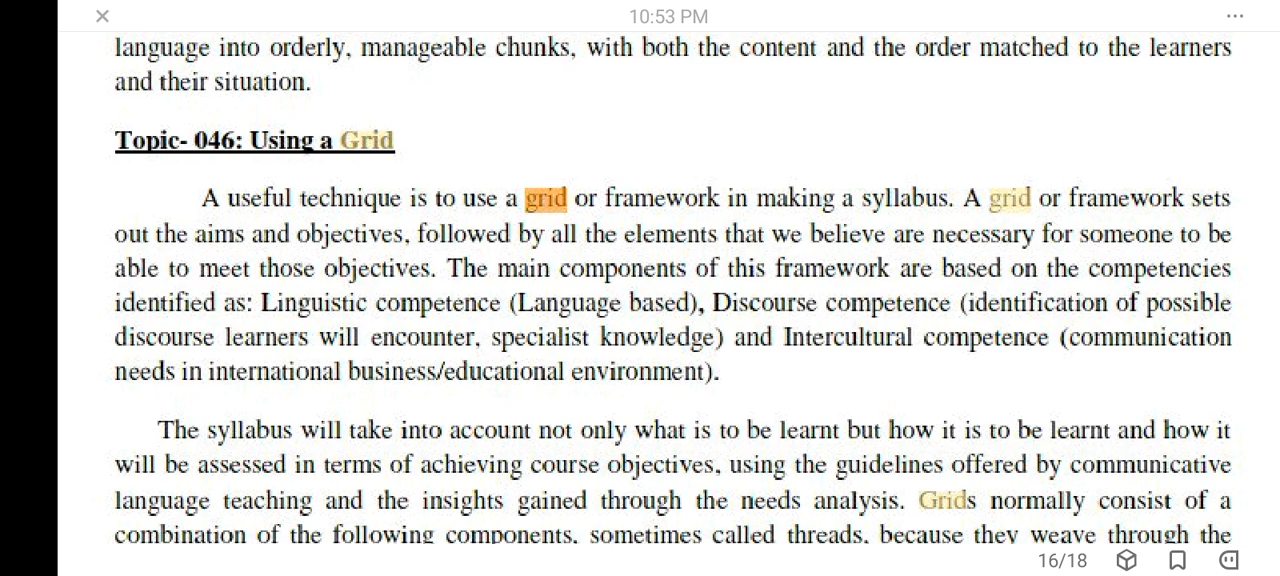 10:53 PM
language into orderly, manageable chunks, with both the content and the order matched to the learners
and their situation.
Topic- 046: Using a Grid
A useful technique is to use a grid or framework in making a syllabus. A grid or framework sets
out the aims and objectives, followed by all the elements that we believe are necessary for someone to be
able to meet those objectives. The main components of this framework are based on the competencies
identified as: Linguistic competence (Language based), Discourse competence (identification of possible
discourse learners will encounter, specialist knowledge) and Intercultural competence (communication
needs in international business/educational environment).
The syllabus will take into account not only what is to be learnt but how it is to be learnt and how it
will be assessed in terms of achieving course objectives, using the guidelines offered by communicative
language teaching and the insights gained through the needs analysis. Grids normally consist of a
combination of the following components, sometimes called threads, because they weave through the
16/18